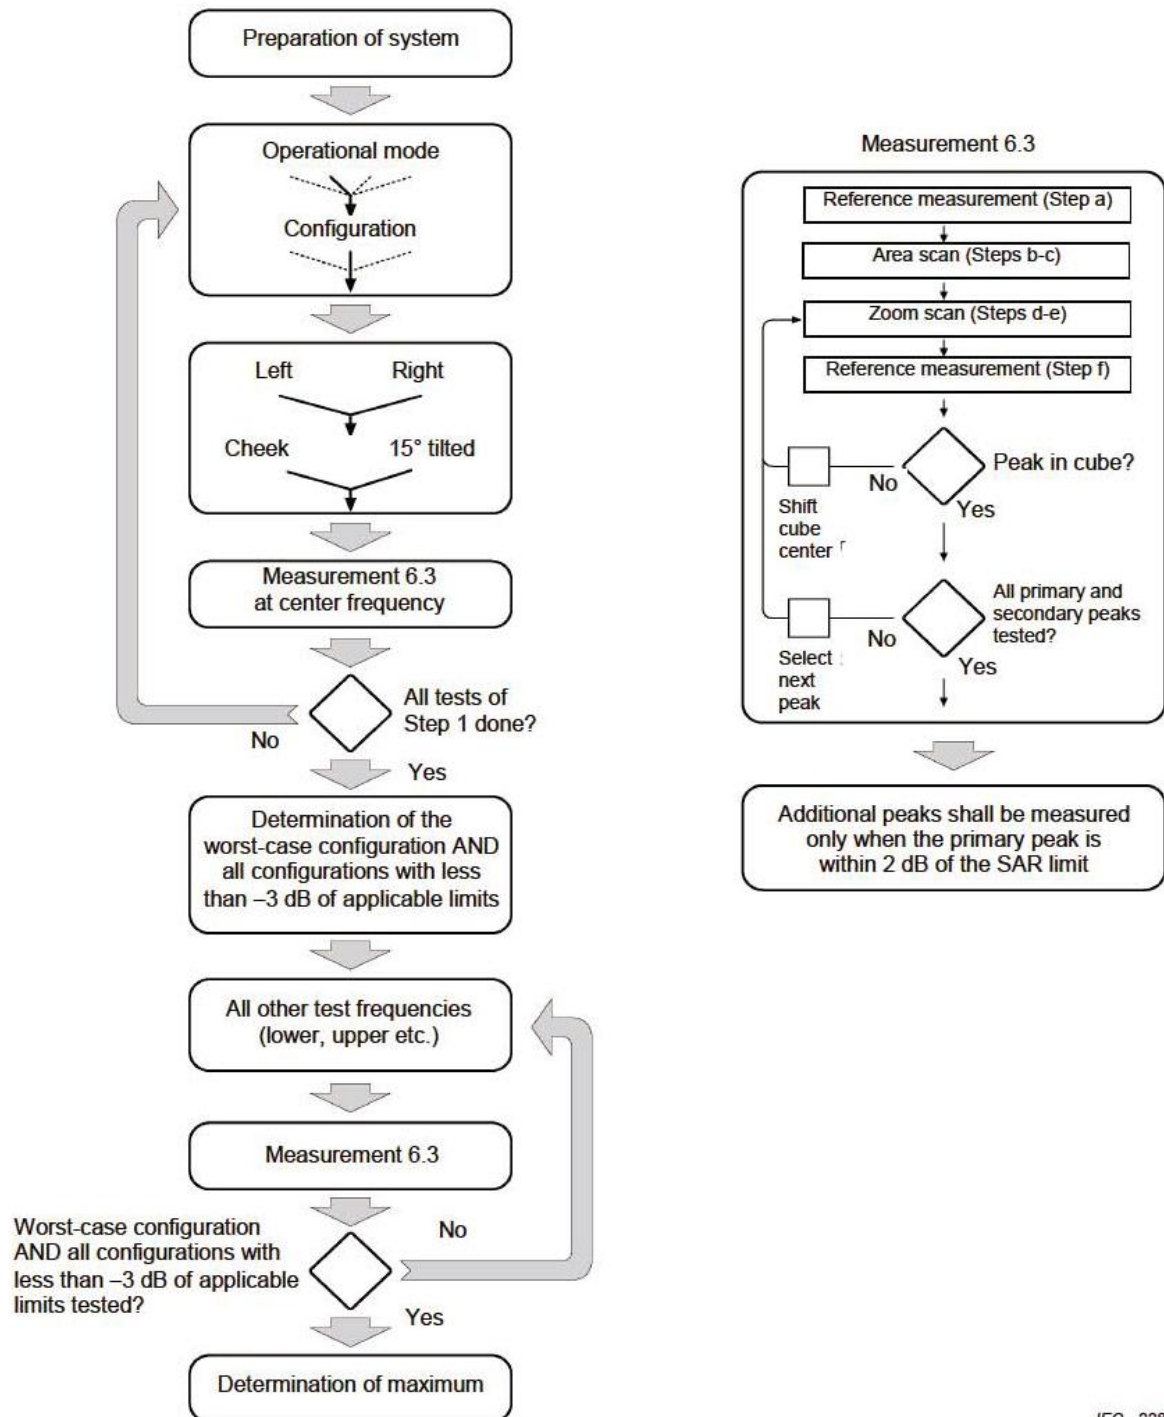 Preparation of system
Operational mode
Configuration
Left Right
Cheek 15° tilted
Measurement 6.3
at center frequency
All tests of
Step 1 done?
No
Yes
Determination of the
worst-case configuration AND
all configurations with less
than –3 dB of applicable limits
All other test frequencies
(lower, upper etc.)
Measurement 6.3
Worst-case configuration
AND all configurations with
less than –3 dB of applicable
limits tested?
No
Yes
Determination of maximum
Measurement 6.3
Reference measurement (Step a)
Area scan (Steps b-c)
Zoom scan (Steps d-e)
Reference measurement (Step f)
Peak in cube?
No
Yes
Shift
cube
center
All primary and
secondary peaks
tested?
No
Yes
Select
next
peak
Additional peaks shall be measured
only when the primary peak is
within 2 dB of the SAR limit